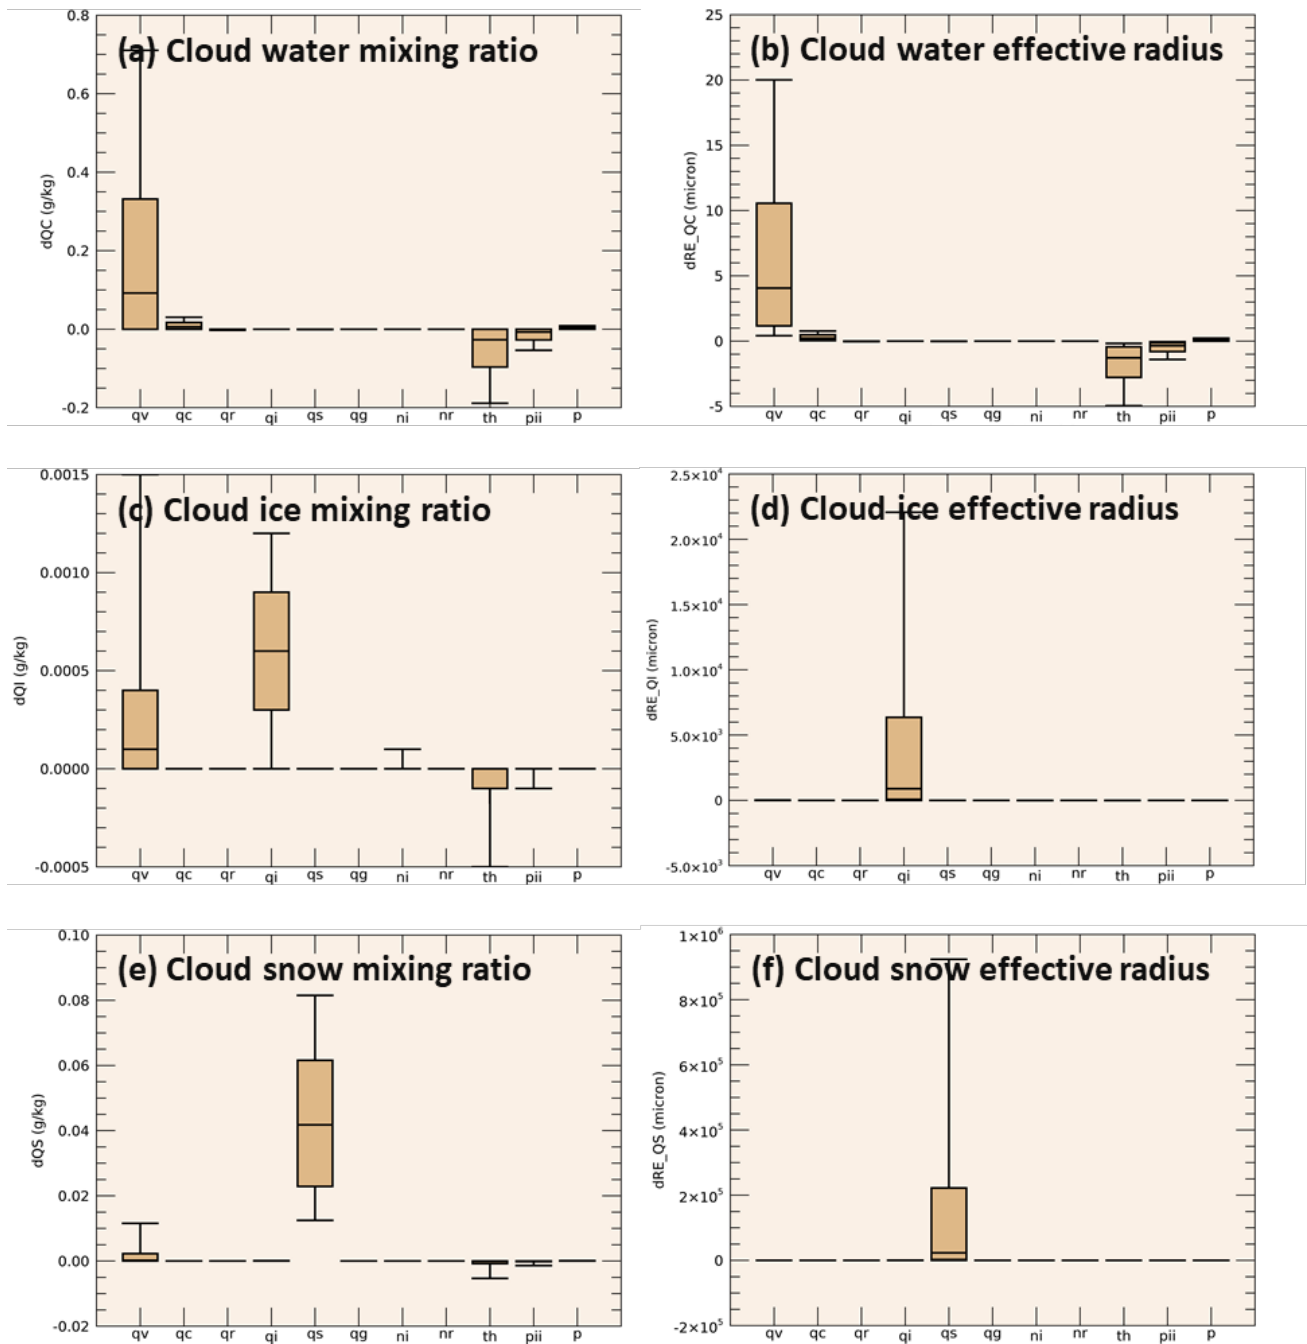 (a) Cloud water mixing ratio
0.8
0.6
0.4
0.2
0.0
-0.2
dQC (g/kg)
qv qc qr qi qs qg ni nr th pii p
(b) Cloud water effective radius
25
20
15
10
5
0
-5
dRE_QC (micron)
qv qc qr qi qs qg ni nr th pii p
(c) Cloud ice mixing ratio
0.0015
0.0010
0.0005
0.0000
-0.0005
dQI (g/kg)
qv qc qr qi qs qg ni nr th pii p
(d) Cloud ice effective radius
2.5×10⁴
2.0×10⁴
1.5×10⁴
1.0×10⁴
5.0×10³
0
-5.0×10³
dRE_QI (micron)
qv qc qr qi qs qg ni nr th pii p
(e) Cloud snow mixing ratio
0.10
0.08
0.06
0.04
0.02
0.00
-0.02
dQS (g/kg)
qv qc qr qi qs qg ni nr th pii p
(f) Cloud snow effective radius
1×10⁶
8×10⁵
6×10⁵
4×10⁵
2×10⁵
0
-2×10⁵
dRE_QS (micron)
qv qc qr qi qs qg ni nr th pii p